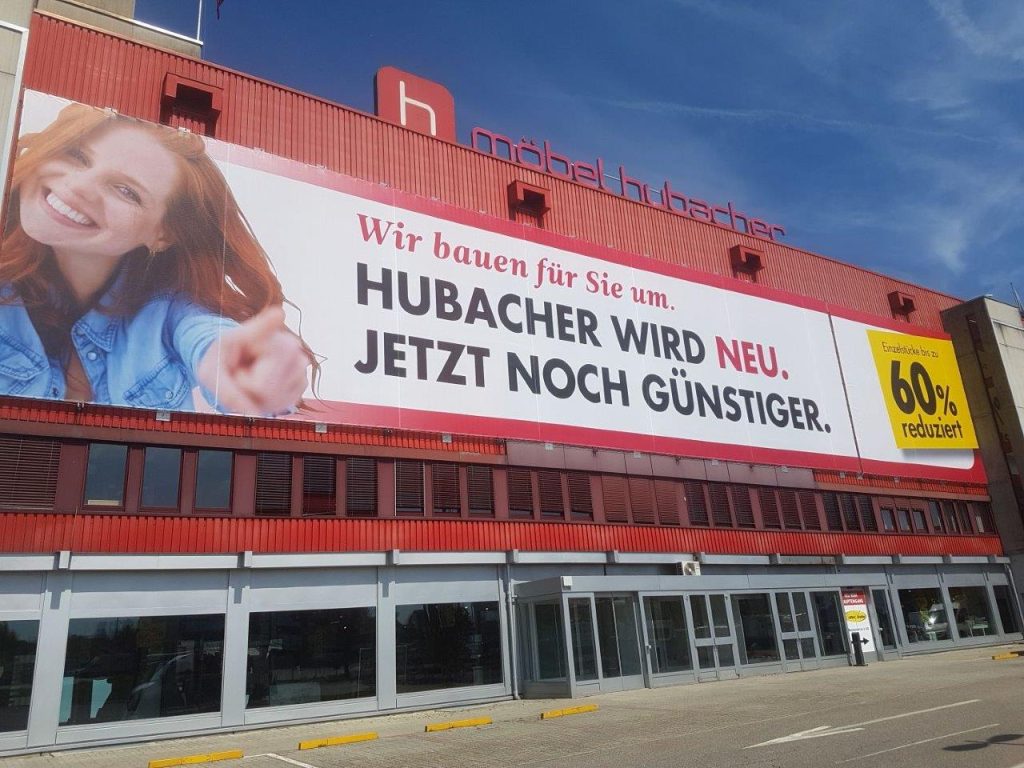 h
möbel hubacher
Wir bauen für Sie um.
HUBACHER WIRD NEU.
JETZT NOCH GÜNSTIGER.
Einzelstücke bis zu
60%
reduziert